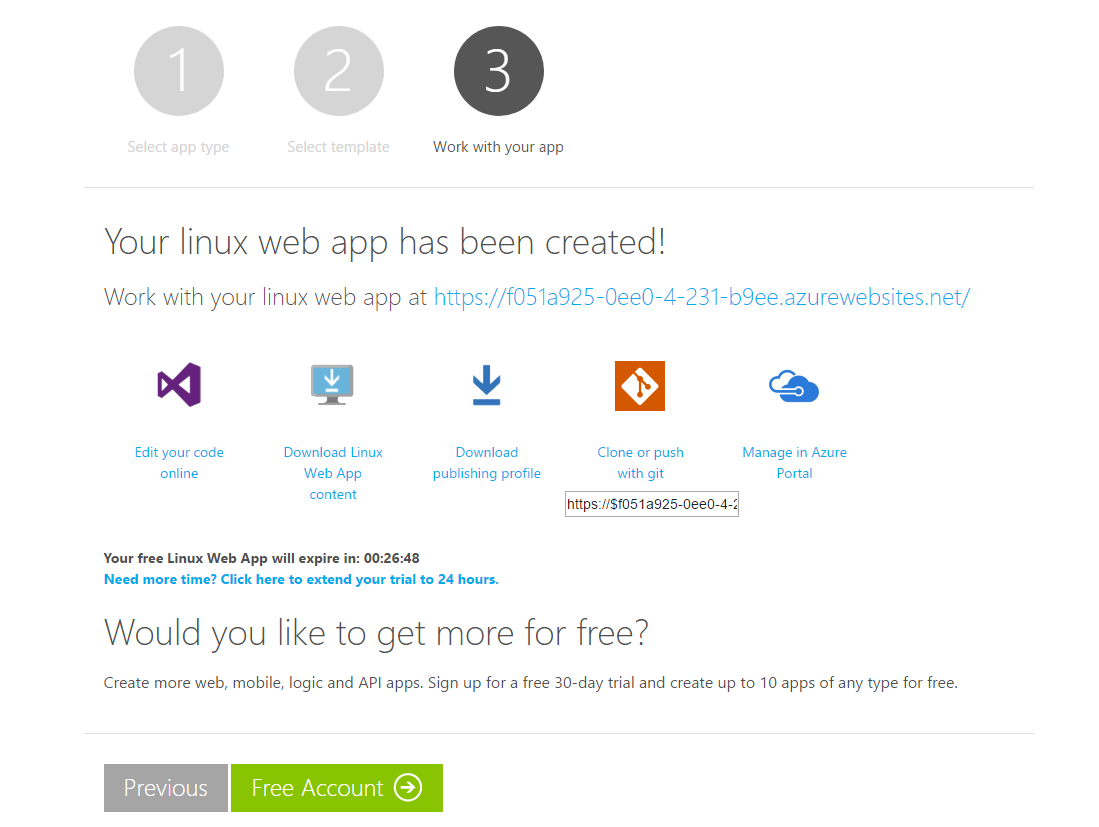 1 2 3
Select app type Select template Work with your app
Your linux web app has been created!
Work with your linux web app at https://f051a925-0ee0-4-231-b9ee.azurewebsites.net/
Edit your code
online
Download Linux
Web App
content
Download
publishing profile
Clone or push
with git
https://$f051a925-0ee0-4-2
Manage in Azure
Portal
Your free Linux Web App will expire in: 00:26:48
Need more time? Click here to extend your trial to 24 hours.
Would you like to get more for free?
Create more web, mobile, logic and API apps. Sign up for a free 30-day trial and create up to 10 apps of any type for free.
Previous Free Account